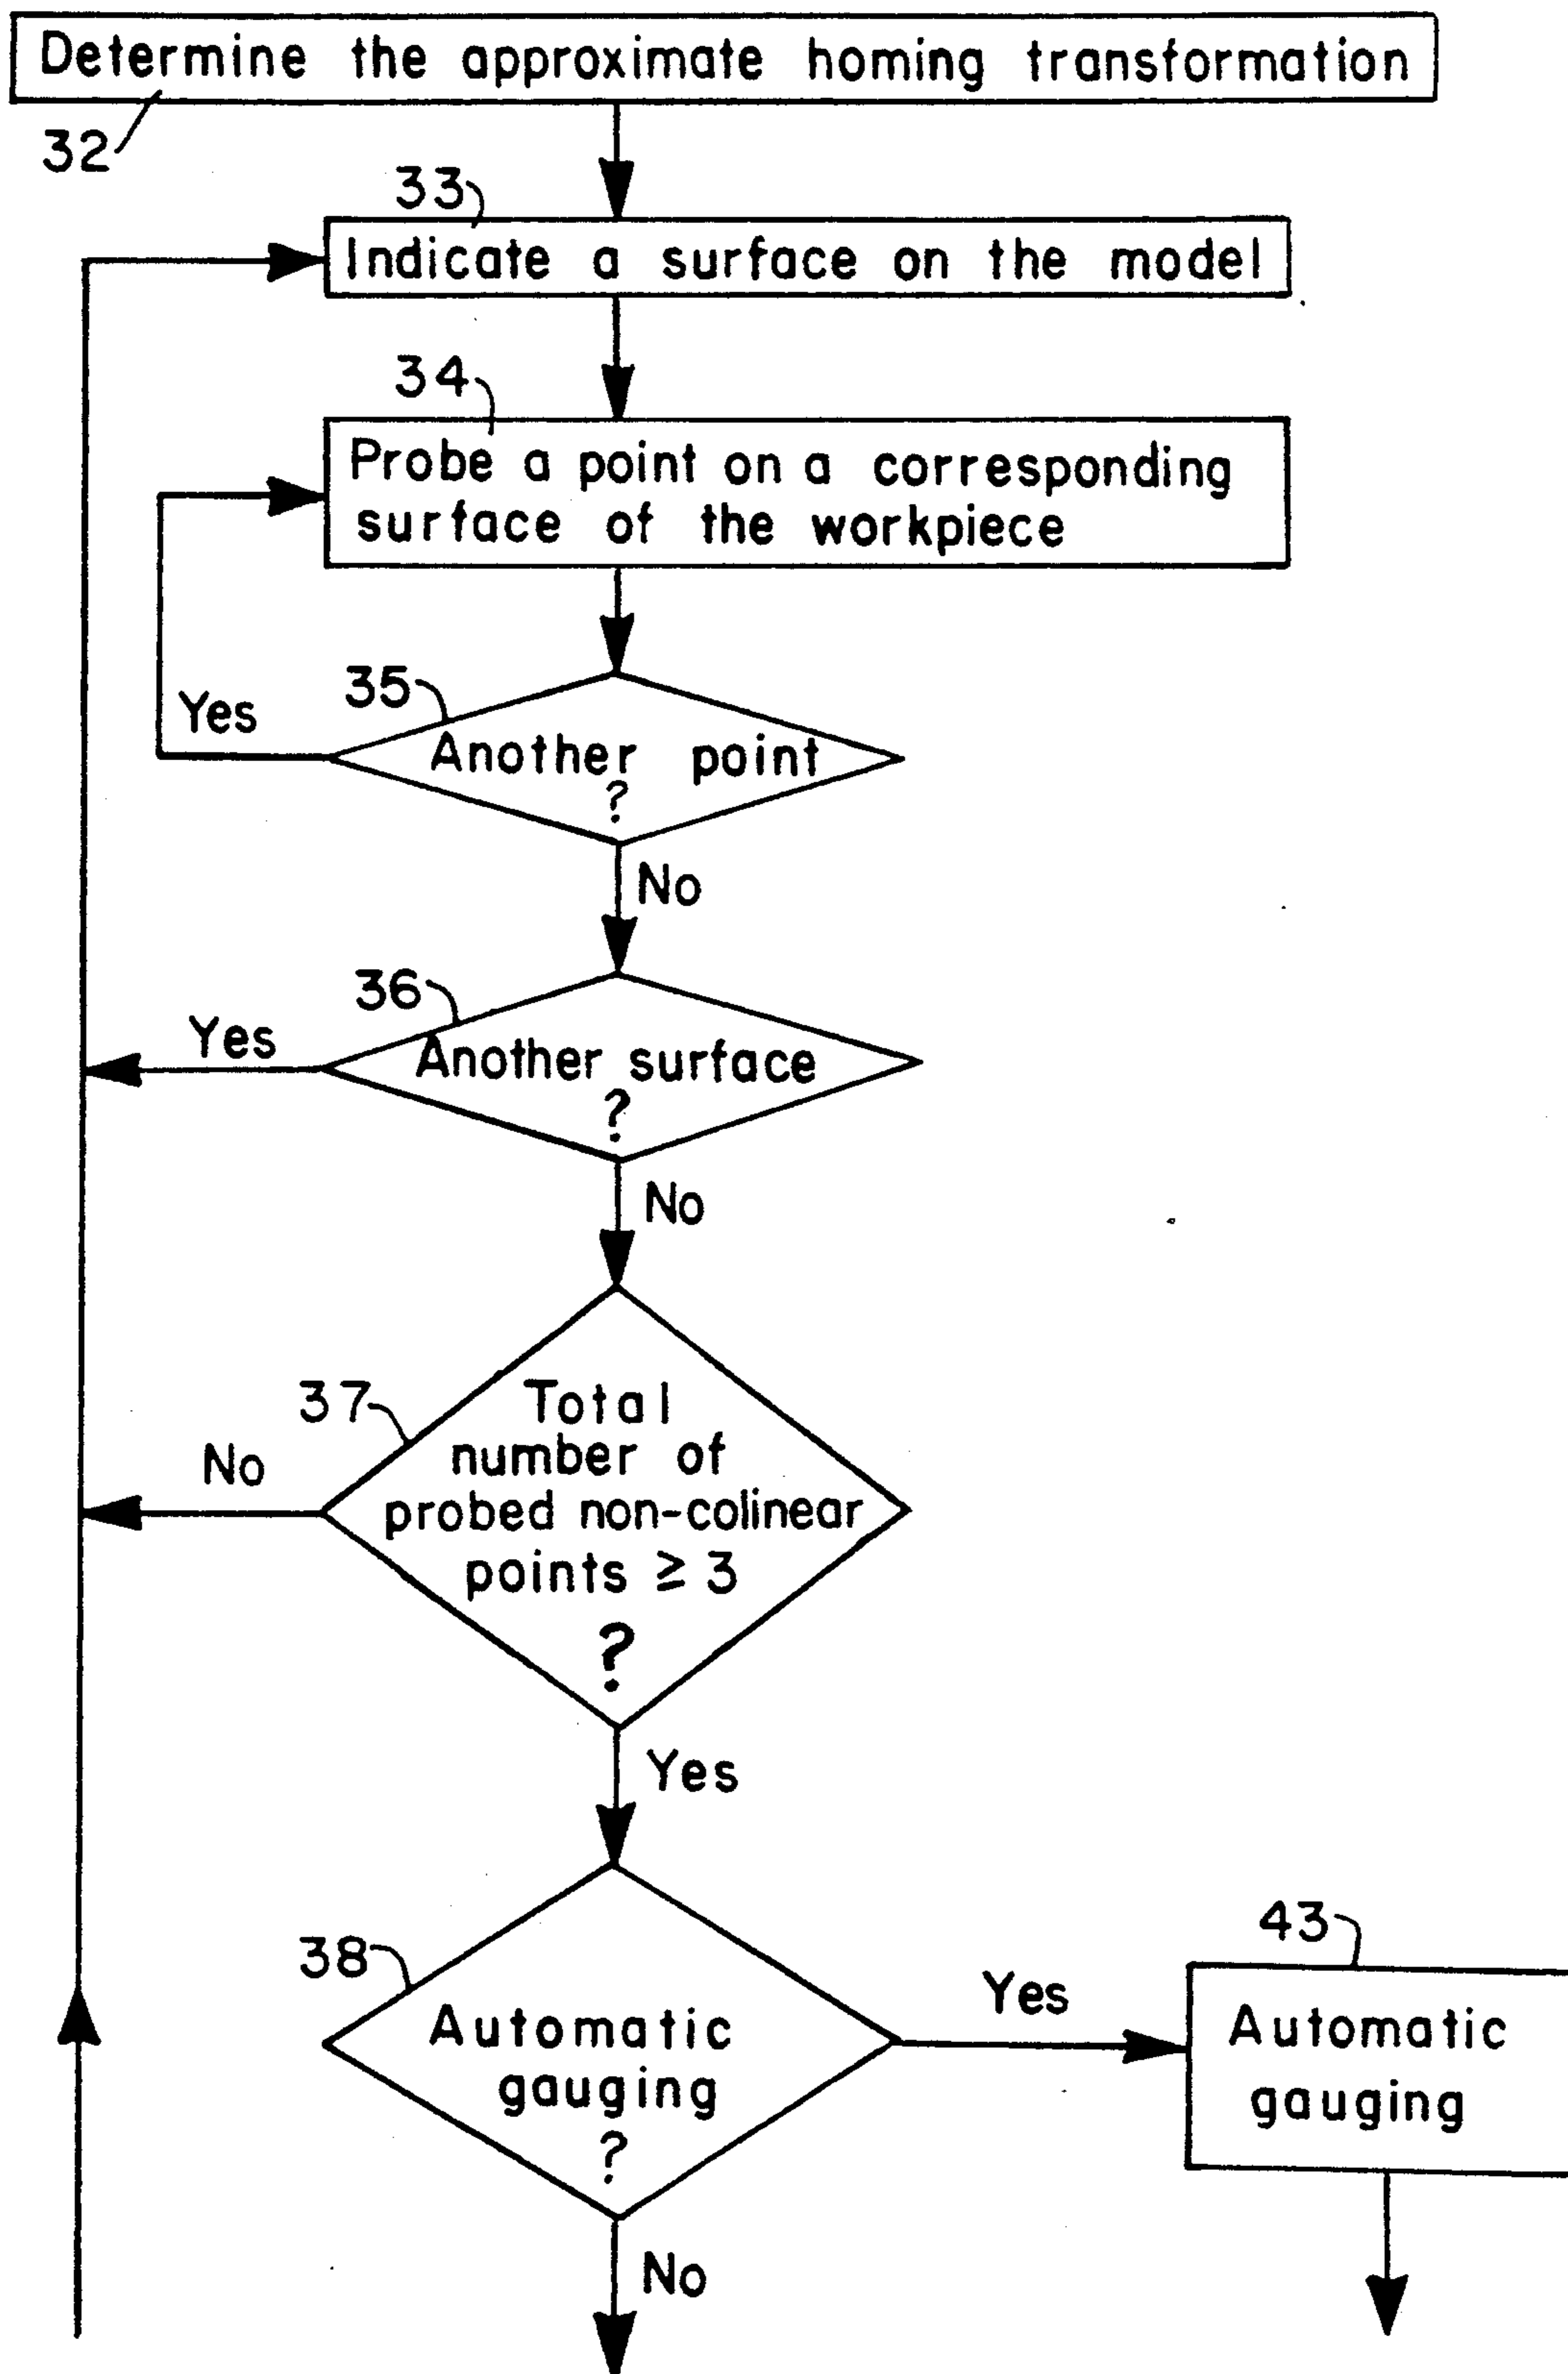 Determine the approximate homing transformation
32
33
Indicate a surface on the model
34
Probe a point on a corresponding
surface of the workpiece
35
Yes
Another point
?
No
36
Yes
Another surface
?
No
37
No
Total
number of
probed non-colinear
points ≥ 3
?
Yes
38
Automatic
gauging
?
Yes
43
Automatic
gauging
No